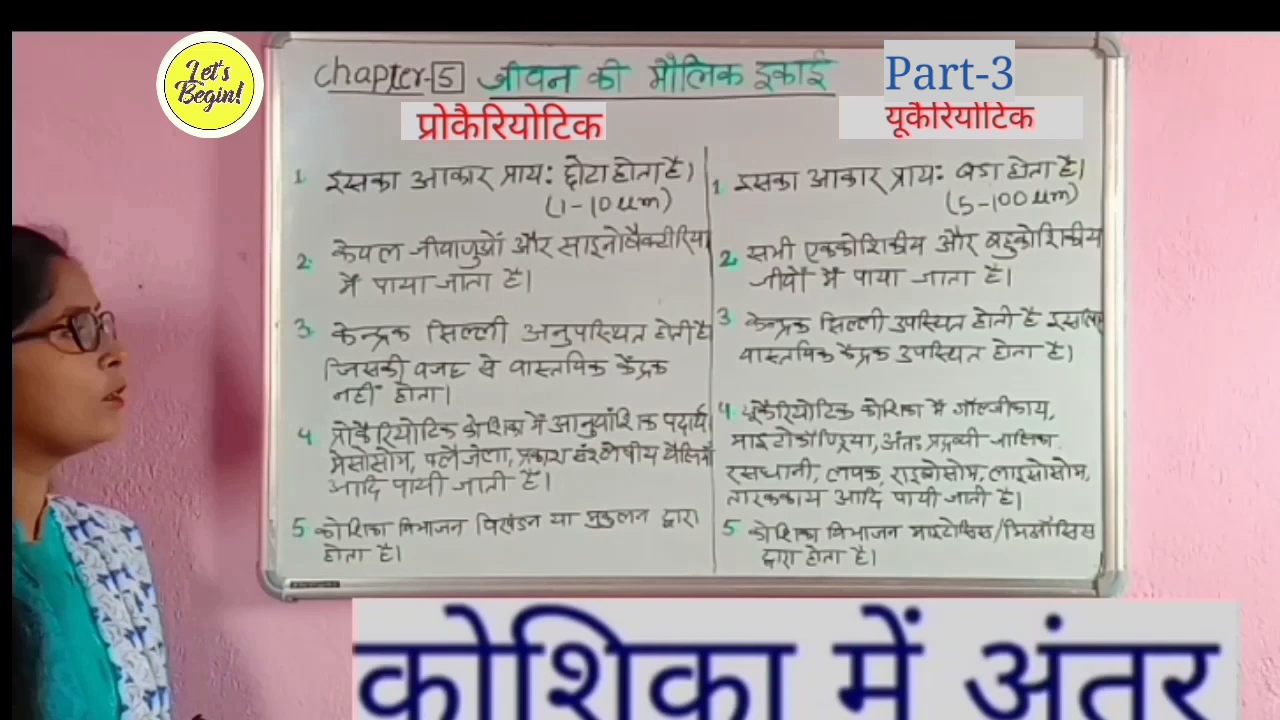 Let's
Begin!
Chapter-5 जीवन की मौलिक इकाई
Part-3
प्रोकैरियोटिक
यूकैरियोटिक
1. इसका आकार प्राय: छोटा होता है।
(1-10 um)
2. केवल जीवाणुओं और साइनोबैक्टीरिया
में पाया जाता है।
3. केन्द्रक झिल्ली अनुपस्थित होती है
जिसकी वजह से वास्तविक केंद्रक
नहीं होता।
4. प्रोकैरियोटिक कोशिका में आनुवांशिक पदार्थ,
मेसोसोम, फ्लैजेला, प्रकाश संश्लेषीय थैलियाँ
आदि पायी जाती है।
5 कोशिका विभाजन विखंडन या मुकुलन द्वारा
होता है।
1. इसका आकार प्राय: बड़ा होता है।
(5-100 um)
2. सभी एककोशिकीय और बहुकोशिकीय
जीवों में पाया जाता है।
3 केन्द्रक झिल्ली उपस्थित होती है इसलिए
वास्तविक केंद्रक उपस्थित होता है।
4 यूकैरियोटिक कोशिका में गॉल्जीकाय,
माइटोकॉण्ड्रिया, अंतः प्रद्रव्यी जालिका
रसधानी, लवक, राइबोसोम, लाइसोसोम,
तारककाय आदि पायी जाती है।
5 कोशिका विभाजन माइटोसिस/मिऑसिस
द्वारा होता है।
कोशिका में अंतर